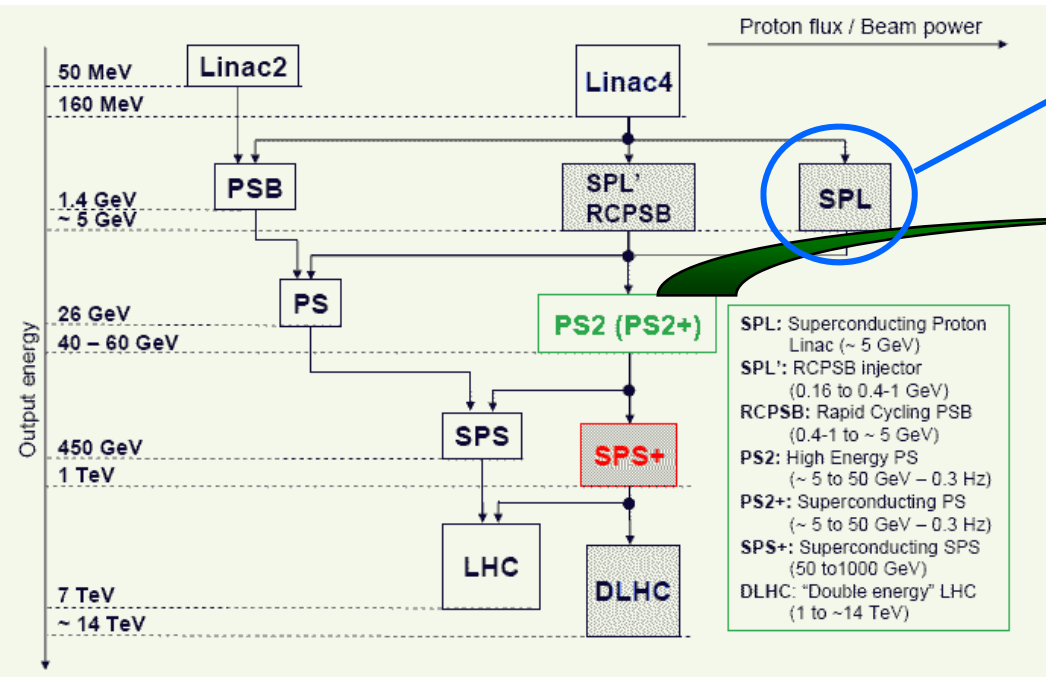 Proton flux / Beam power
50 MeV
Linac2
Linac4
160 MeV
PSB
SPL'
RCPSB
SPL
1.4 GeV
~ 5 GeV
PS
26 GeV
PS2 (PS2+)
40 – 60 GeV
Output energy
SPS
SPS+
450 GeV
1 TeV
LHC
DLHC
7 TeV
~ 14 TeV
SPL: Superconducting Proton
Linac (~ 5 GeV)
SPL': RCPSB injector
(0.16 to 0.4-1 GeV)
RCPSB: Rapid Cycling PSB
(0.4-1 to ~ 5 GeV)
PS2: High Energy PS
(~ 5 to 50 GeV – 0.3 Hz)
PS2+: Superconducting PS
(~ 5 to 50 GeV – 0.3 Hz)
SPS+: Superconducting SPS
(50 to1000 GeV)
DLHC: "Double energy" LHC
(1 to ~14 TeV)